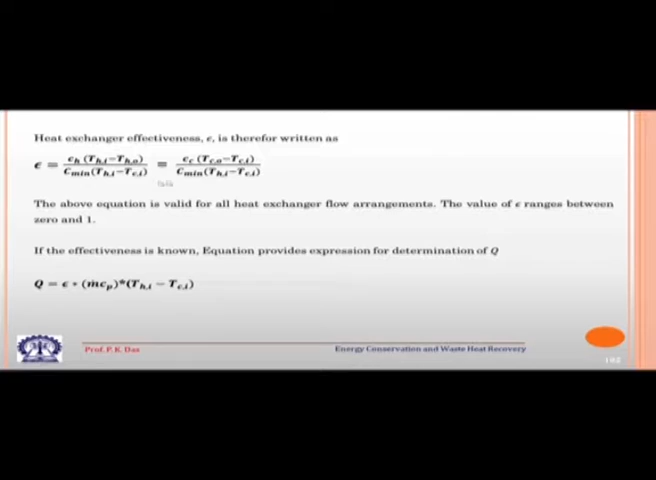 Heat exchanger effectiveness, ϵ, is therefor written as
ϵ = c_h (T_h,i−T_h,o) / C_min(T_h,i−T_c,i) = c_c (T_c,o−T_c,i) / C_min(T_h,i−T_c,i)
The above equation is valid for all heat exchanger flow arrangements. The value of ϵ ranges between
zero and 1.
If the effectiveness is known, Equation provides expression for determination of Q
Q = ϵ * (ṁc_p)*(T_h,i − T_c,i)
Prof. P. K. Das
Energy Conservation and Waste Heat Recovery